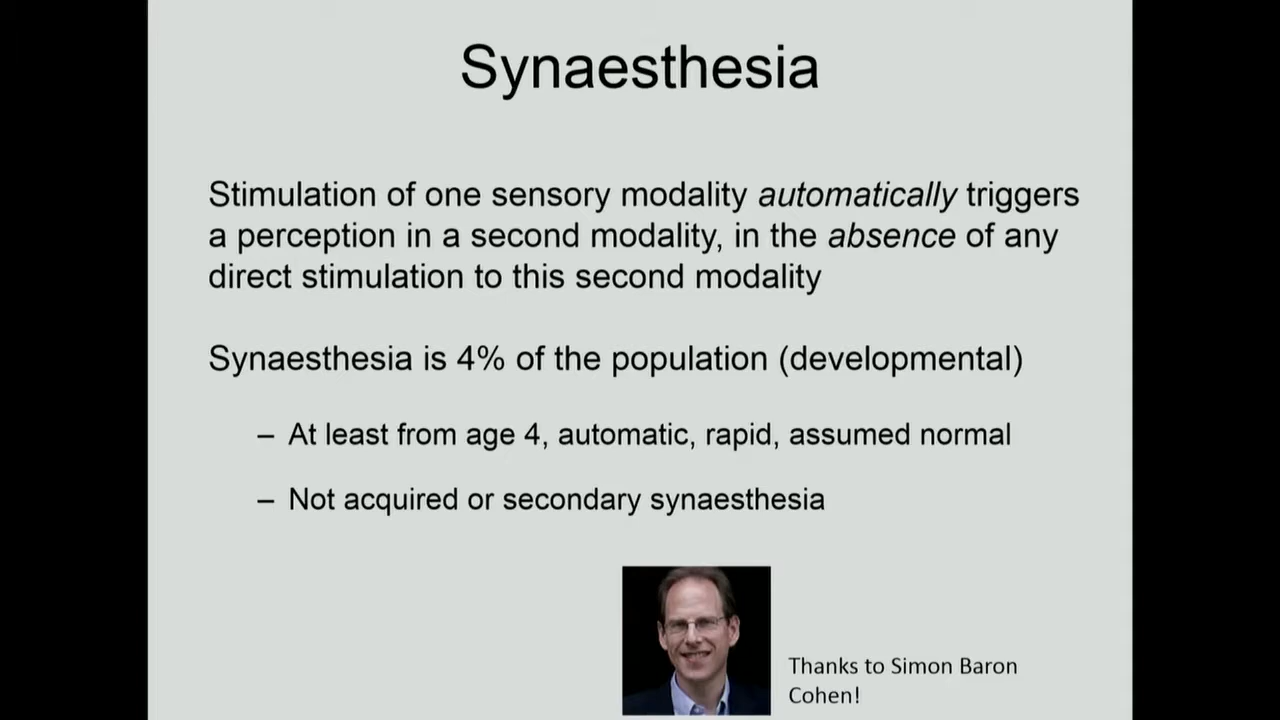 Synaesthesia
Stimulation of one sensory modality automatically triggers
a perception in a second modality, in the absence of any
direct stimulation to this second modality
Synaesthesia is 4% of the population (developmental)
– At least from age 4, automatic, rapid, assumed normal
– Not acquired or secondary synaesthesia
Thanks to Simon Baron
Cohen!